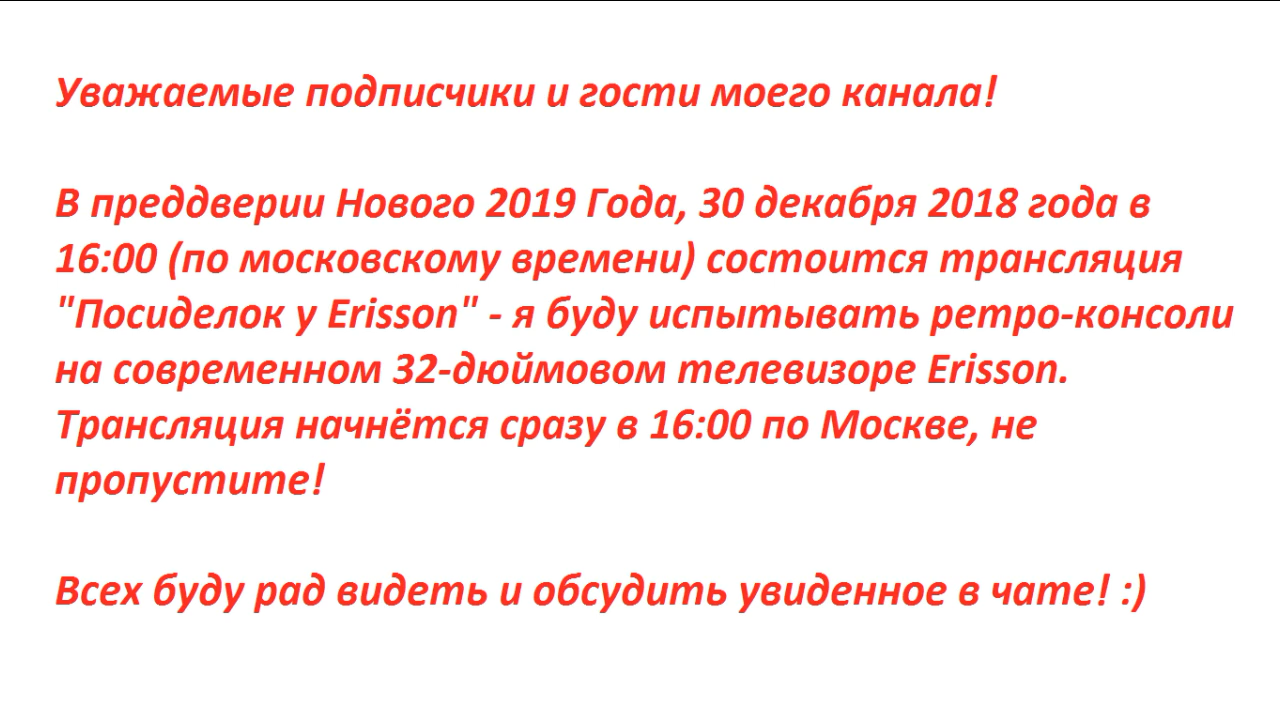 Уважаемые подписчики и гости моего канала!
В преддверии Нового 2019 Года, 30 декабря 2018 года в
16:00 (по московскому времени) состоится трансляция
"Посиделок у Erisson" - я буду испытывать ретро-консоли
на современном 32-дюймовом телевизоре Erisson.
Трансляция начнётся сразу в 16:00 по Москве, не
пропустите!
Всех буду рад видеть и обсудить увиденное в чате! :)